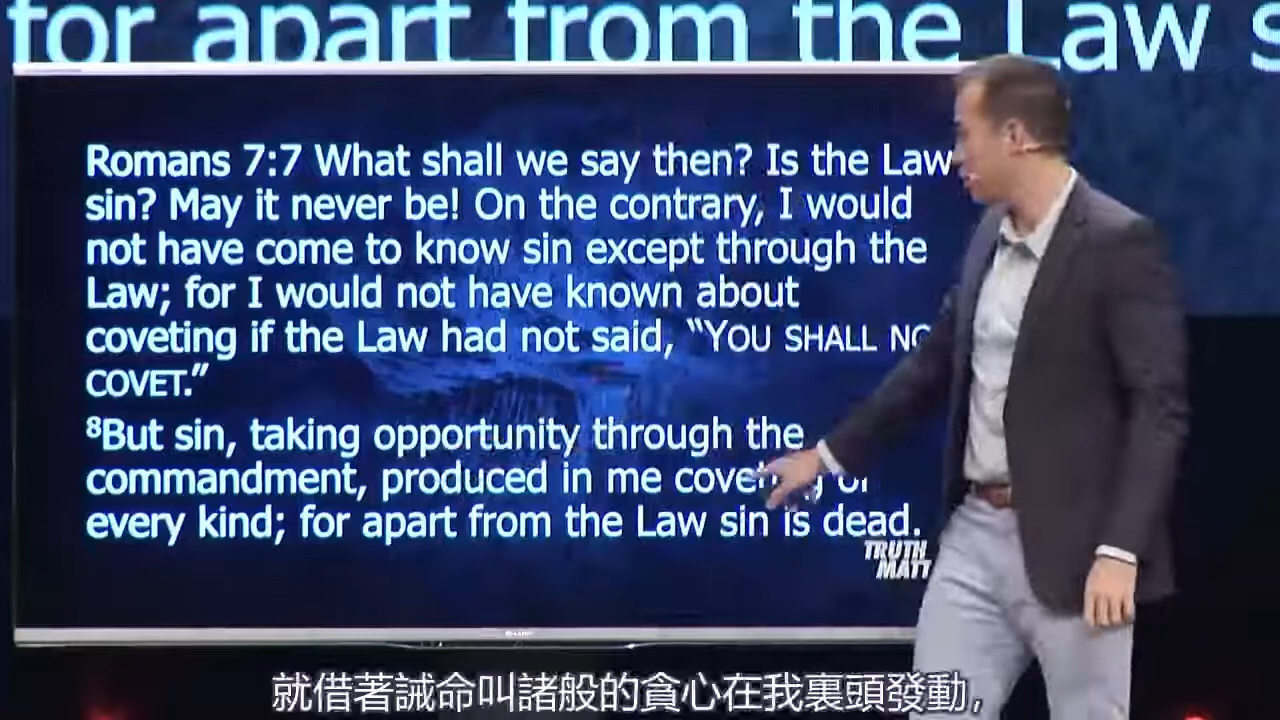 for apart from the Law s
Romans 7:7 What shall we say then? Is the Law
sin? May it never be! On the contrary, I would
not have come to know sin except through the
Law; for I would not have known about
coveting if the Law had not said, “YOU SHALL
COVET.”
⁸But sin, taking opportunity through the
commandment, produced in me
every kind; for apart from the Law sin is dead.
TRUTH
MATT
就借著誡命叫諸般的貪心在我裏頭發動,